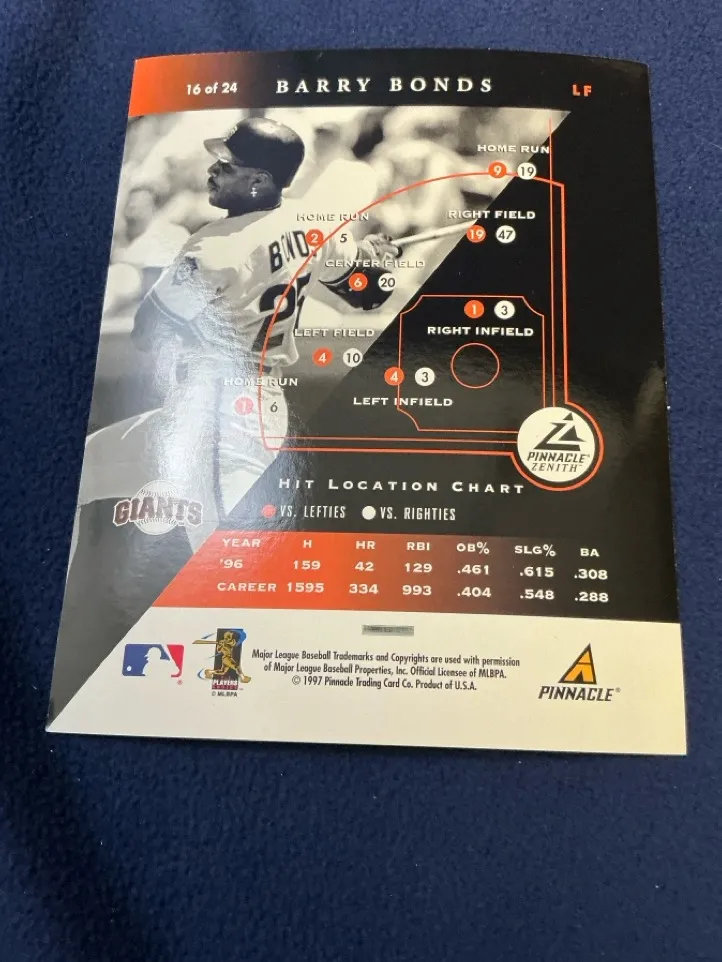 16 of 24 BARRY BONDS LF
HOME RUN
9 19
HOME RUN
2 5
RIGHT FIELD
19 47
BOND
CENTER FIELD
6 20
1 3
RIGHT INFIELD
LEFT FIELD
4 10
4 3
LEFT INFIELD
HOME RUN
1 6
PINNACLE
ZENITH™
HIT LOCATION CHART
GIANTS
VS. LEFTIES VS. RIGHTIES
YEAR H HR RBI OB% SLG% BA
'96 159 42 129 .461 .615 .308
CAREER 1595 334 993 .404 .548 .288
Major League Baseball Trademarks and Copyrights are used with permission
of Major League Baseball Properties, Inc. Official Licensee of MLBPA.
© 1997 Pinnacle Trading Card Co. Product of U.S.A.
PLAYERS
© MLBPA
PINNACLE®